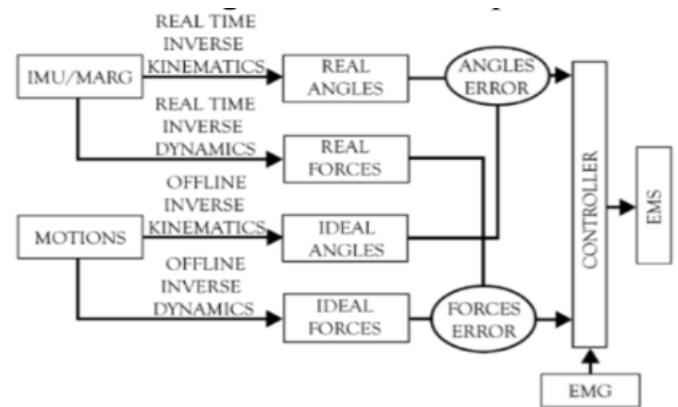 REAL TIME
INVERSE
KINEMATICS
IMU/MARG
REAL
ANGLES
ANGLES
ERROR
REAL TIME
INVERSE
DYNAMICS
REAL
FORCES
OFFLINE
INVERSE
KINEMATICS
MOTIONS
IDEAL
ANGLES
OFFLINE
INVERSE
DYNAMICS
IDEAL
FORCES
FORCES
ERROR
CONTROLLER
EMS
EMG